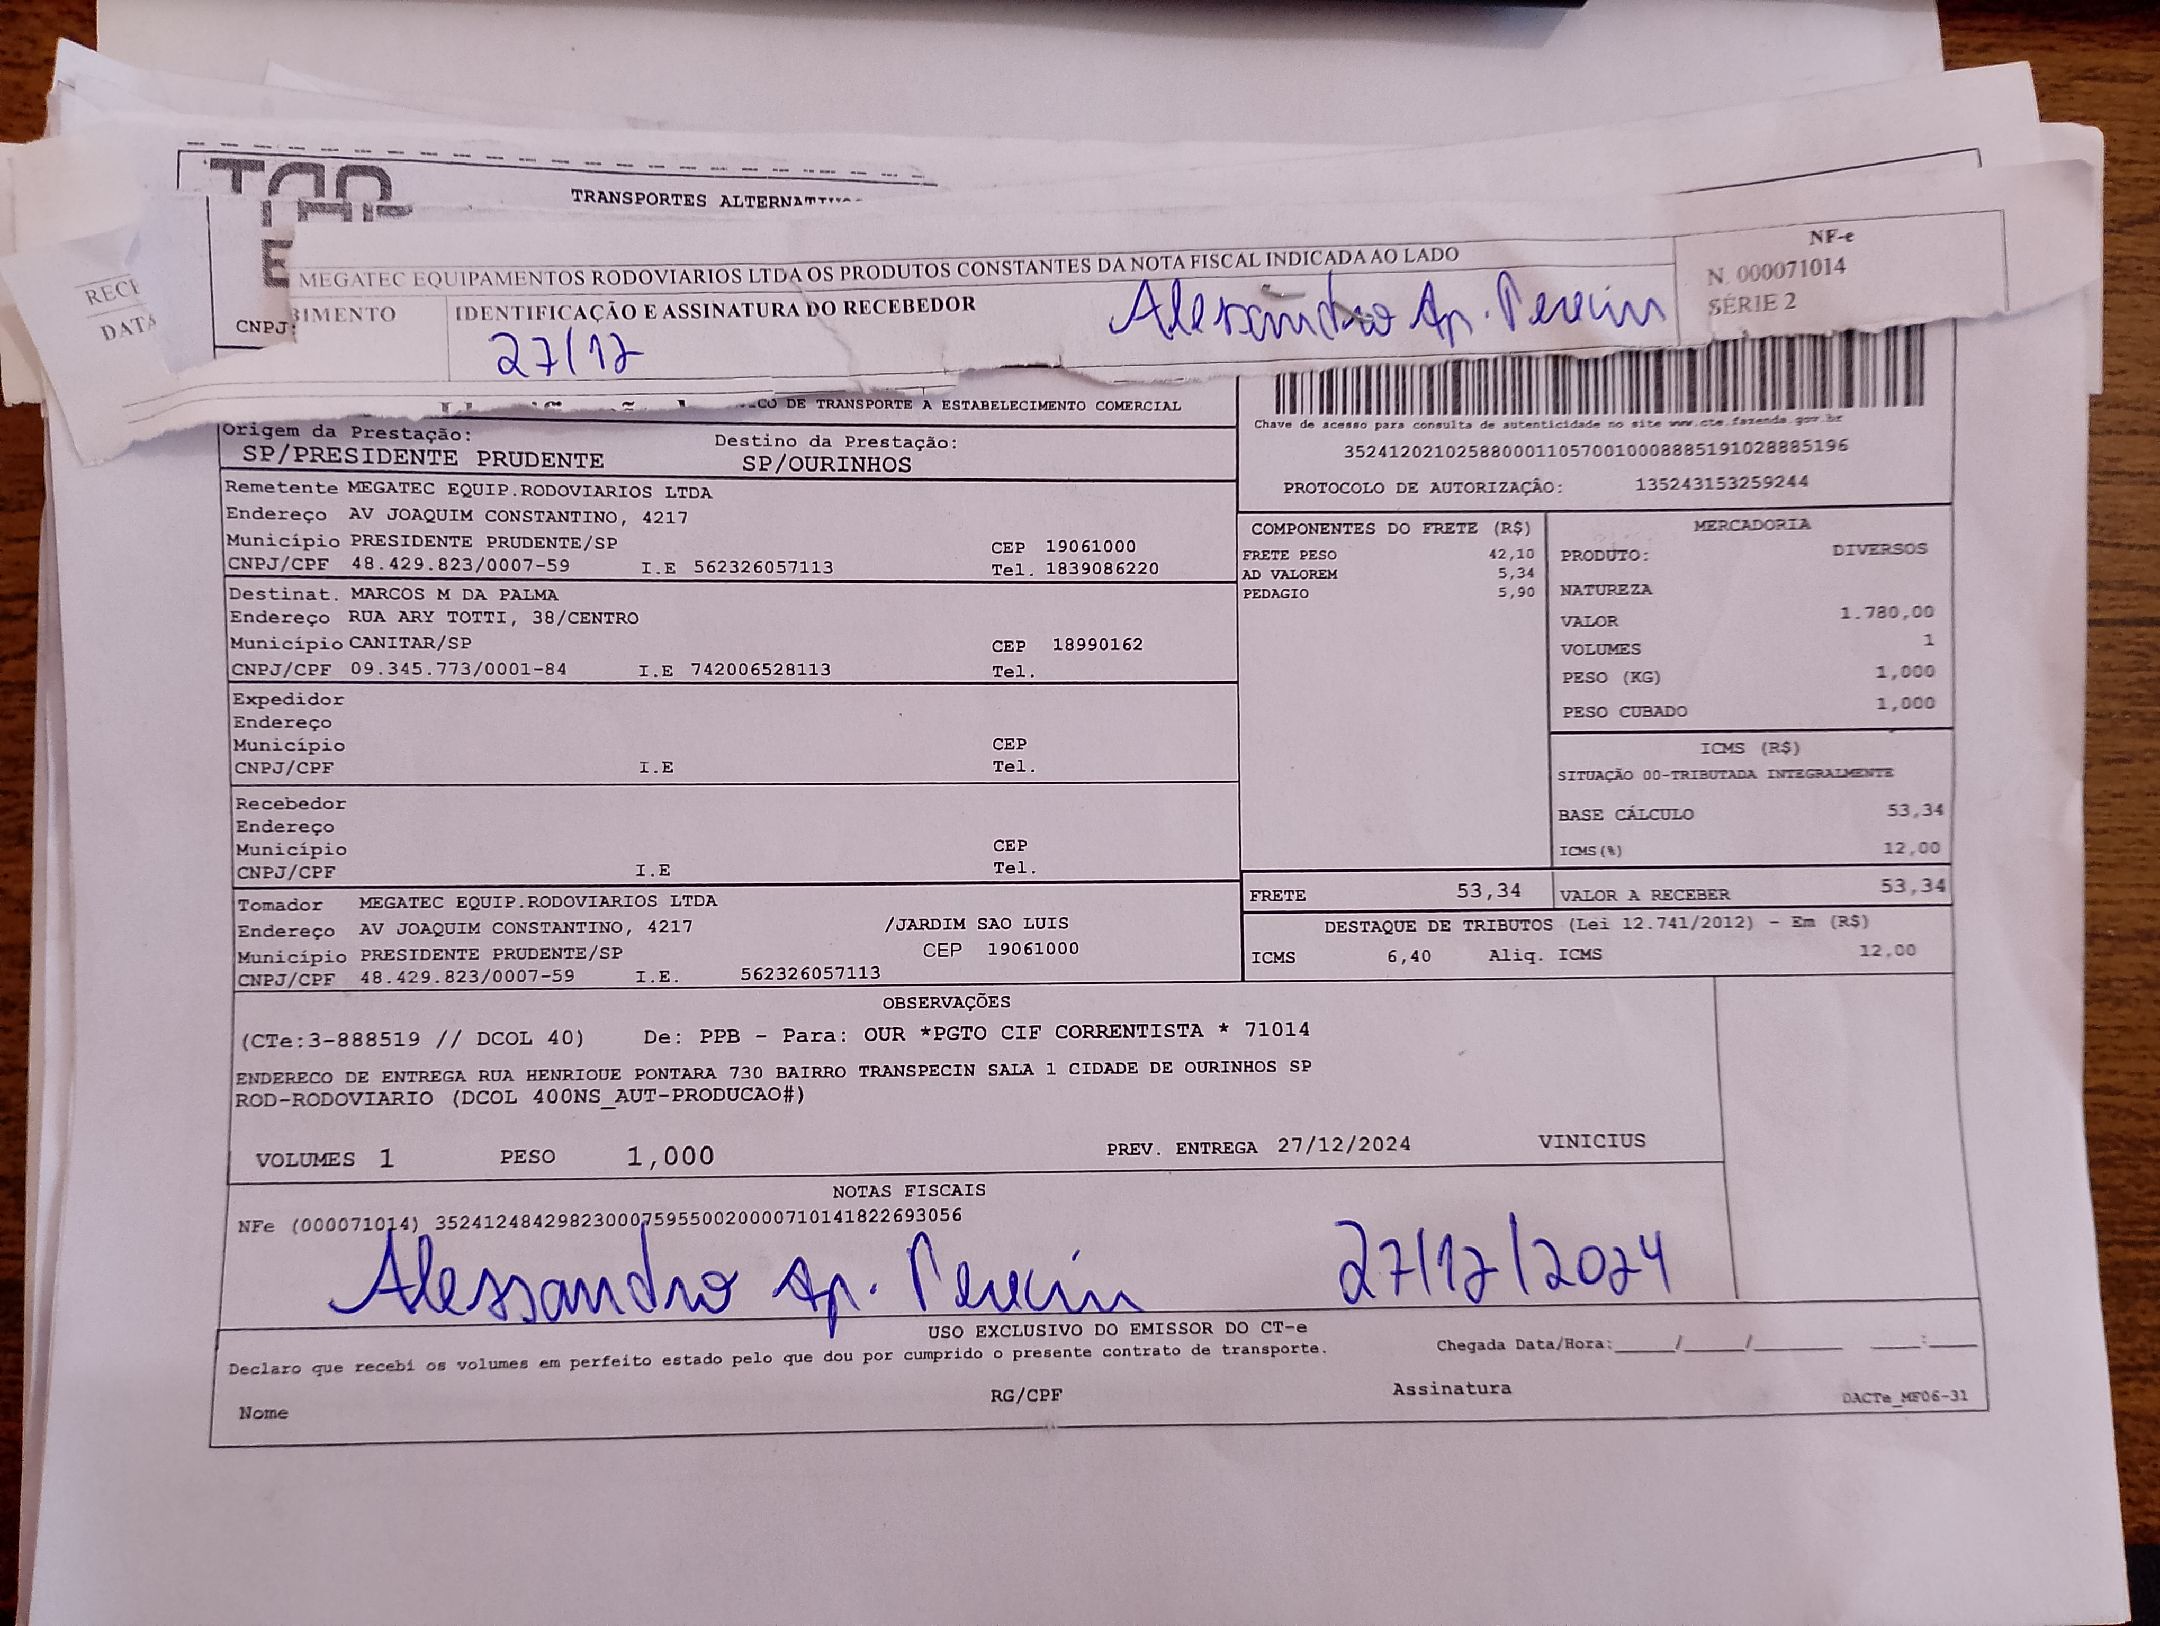 TRANSPORTES
MEGATEC EQUIPAMENTOS RODOVIARIOS LTDA OS PRODUTOS CONSTANTES DA NOTA FISCAL INDICADA AO LADO
NF-e
N. 000071014
SÉRIE 2
IDENTIFICAÇÃO E ASSINATURA DO RECEBEDOR
Alessandro Ap. Perecin
27/12
CNPJ:
DE TRANSPORTE A ESTABELECIMENTO COMERCIAL
Chave de acesso para consulta de autenticidade no site www.cte.fazenda.gov.br
35241202102588000110570010008885191028885196
PROTOCOLO DE AUTORIZAÇÃO: 135243153259244
Origem da Prestação: Destino da Prestação:
SP/PRESIDENTE PRUDENTE SP/OURINHOS
Remetente MEGATEC EQUIP.RODOVIARIOS LTDA
Endereço AV JOAQUIM CONSTANTINO, 4217
Município PRESIDENTE PRUDENTE/SP CEP 19061000
CNPJ/CPF 48.429.823/0007-59 I.E 562326057113 Tel. 1839086220
Destinat. MARCOS M DA PALMA
Endereço RUA ARY TOTTI, 38/CENTRO
Município CANITAR/SP CEP 18990162
CNPJ/CPF 09.345.773/0001-84 I.E 742006528113 Tel.
Expedidor
Endereço
Município CEP
CNPJ/CPF I.E Tel.
Recebedor
Endereço
Município CEP
CNPJ/CPF I.E Tel.
Tomador MEGATEC EQUIP.RODOVIARIOS LTDA
Endereço AV JOAQUIM CONSTANTINO, 4217 /JARDIM SAO LUIS
Município PRESIDENTE PRUDENTE/SP CEP 19061000
CNPJ/CPF 48.429.823/0007-59 I.E. 562326057113
COMPONENTES DO FRETE (R$)
FRETE PESO 42,10
AD VALOREM 5,34
PEDAGIO 5,90
MERCADORIA
PRODUTO: DIVERSOS
NATUREZA
VALOR 1.780,00
VOLUMES 1
PESO (KG) 1,000
PESO CUBADO 1,000
ICMS (R$)
SITUAÇÃO 00-TRIBUTADA INTEGRALMENTE
BASE CÁLCULO 53,34
ICMS(%) 12,00
FRETE 53,34 VALOR A RECEBER 53,34
DESTAQUE DE TRIBUTOS (Lei 12.741/2012) - Em (R$)
ICMS 6,40 Aliq. ICMS 12,00
OBSERVAÇÕES
(CTe:3-888519 // DCOL 40) De: PPB - Para: OUR *PGTO CIF CORRENTISTA * 71014
ENDERECO DE ENTREGA RUA HENRIQUE PONTARA 730 BAIRRO TRANSPECIN SALA 1 CIDADE DE OURINHOS SP
ROD-RODOVIARIO (DCOL 400NS_AUT-PRODUCAO#)
VOLUMES 1 PESO 1,000 PREV. ENTREGA 27/12/2024 VINICIUS
NOTAS FISCAIS
NFe (000071014) 35241248429823000759550020000710141822693056
Alessandro Ap. Perecin 27/12/2024
USO EXCLUSIVO DO EMISSOR DO CT-e
Declaro que recebi os volumes em perfeito estado pelo que dou por cumprido o presente contrato de transporte. Chegada Data/Hora:_____/_____/_______ ____:____
Nome RG/CPF Assinatura DACTe_MF06-31